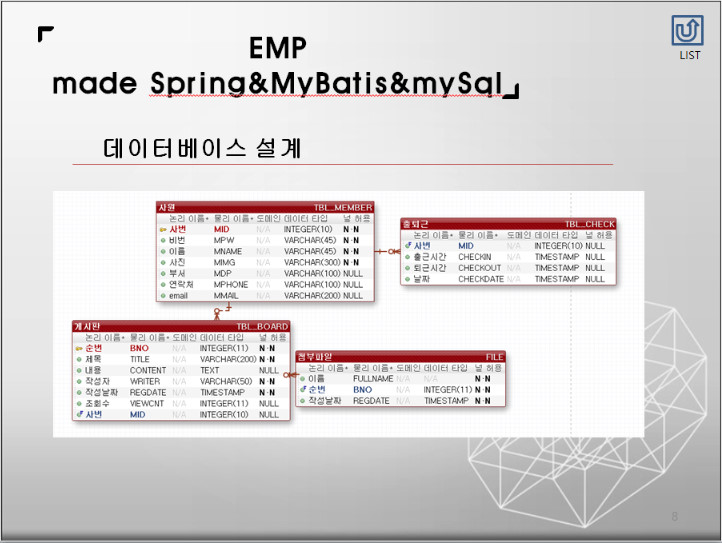 EMP
LIST
made Spring&MyBatis&mySql
데이터베이스 설계
사원 TBL_MEMBER
논리 이름 물리 이름 도메인 데이터 타입 널 허용
사번 MID N/A INTEGER(10) N-N
비번 MPW N/A VARCHAR(45) N-N
이름 MNAME N/A VARCHAR(45) N-N
사진 MIMG N/A VARCHAR(300) N-N
부서 MDP N/A VARCHAR(100) NULL
연락처 MPHONE N/A VARCHAR(100) NULL
email MMAIL N/A VARCHAR(200) NULL
출퇴근 TBL_CHECK
논리 이름 물리 이름 도메인 데이터 타입 널 허용
사번 MID N/A INTEGER(10) NULL
출근시간 CHECKIN N/A TIMESTAMP NULL
퇴근시간 CHECKOUT N/A TIMESTAMP NULL
날짜 CHECKDATE N/A TIMESTAMP NULL
게시판 TBL_BOARD
논리 이름 물리 이름 도메인 데이터 타입 널 허용
순번 BNO N/A INTEGER(11) N-N
제목 TITLE N/A VARCHAR(200) N-N
내용 CONTENT N/A TEXT NULL
작성자 WRITER N/A VARCHAR(50) N-N
작성날짜 REGDATE N/A TIMESTAMP N-N
조회수 VIEWCNT N/A INTEGER(11) NULL
사번 MID N/A INTEGER(10) NULL
첨부파일 FILE
논리 이름 물리 이름 도메인 데이터 타입 널 허용
이름 FULLNAME N/A N/A N-N
순번 BNO N/A INTEGER(11) N-N
작성날짜 REGDATE N/A TIMESTAMP N-N
8